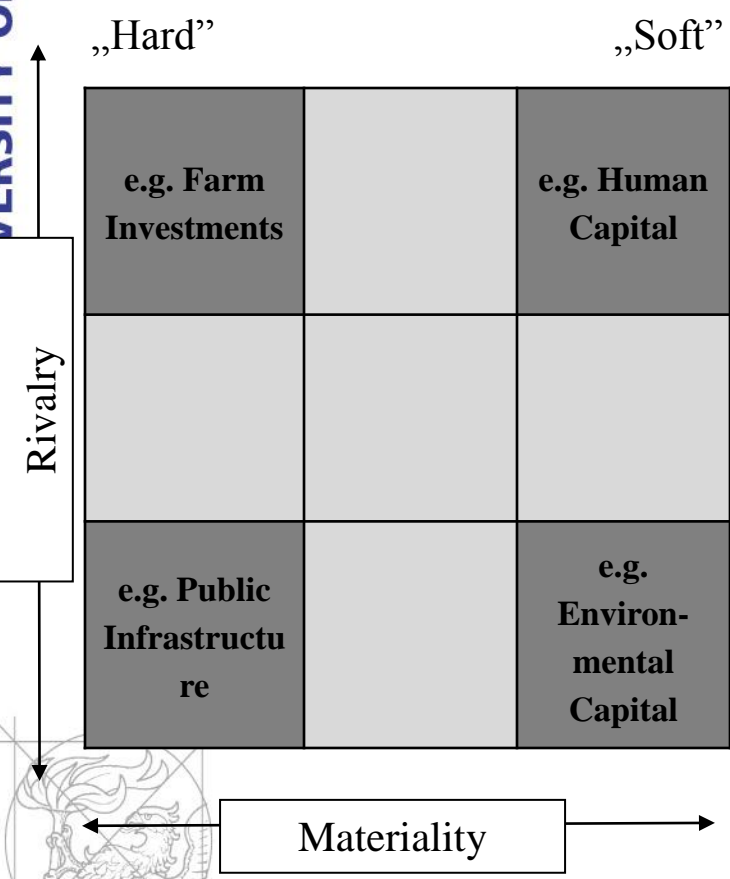 „Hard”
„Soft”
e.g. Farm
Investments
e.g. Human
Capital
Rivalry
e.g. Public
Infrastructu
re
e.g.
Environ-
mental
Capital
Materiality